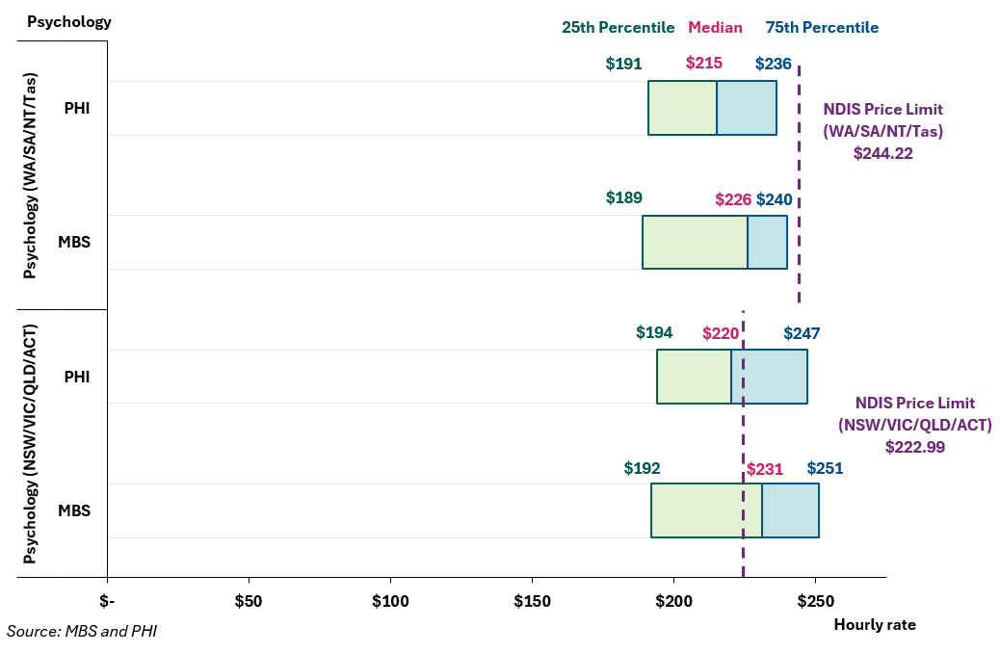 Psychology
25th Percentile Median 75th Percentile
Psychology (WA/SA/NT/Tas)
PHI
$191 $215 $236
NDIS Price Limit
(WA/SA/NT/Tas)
$244.22
MBS
$189 $226 $240
Psychology (NSW/VIC/QLD/ACT)
PHI
$194 $220 $247
NDIS Price Limit
(NSW/VIC/QLD/ACT)
$222.99
MBS
$192 $231 $251
$- $50 $100 $150 $200 $250
Hourly rate
Source: MBS and PHI